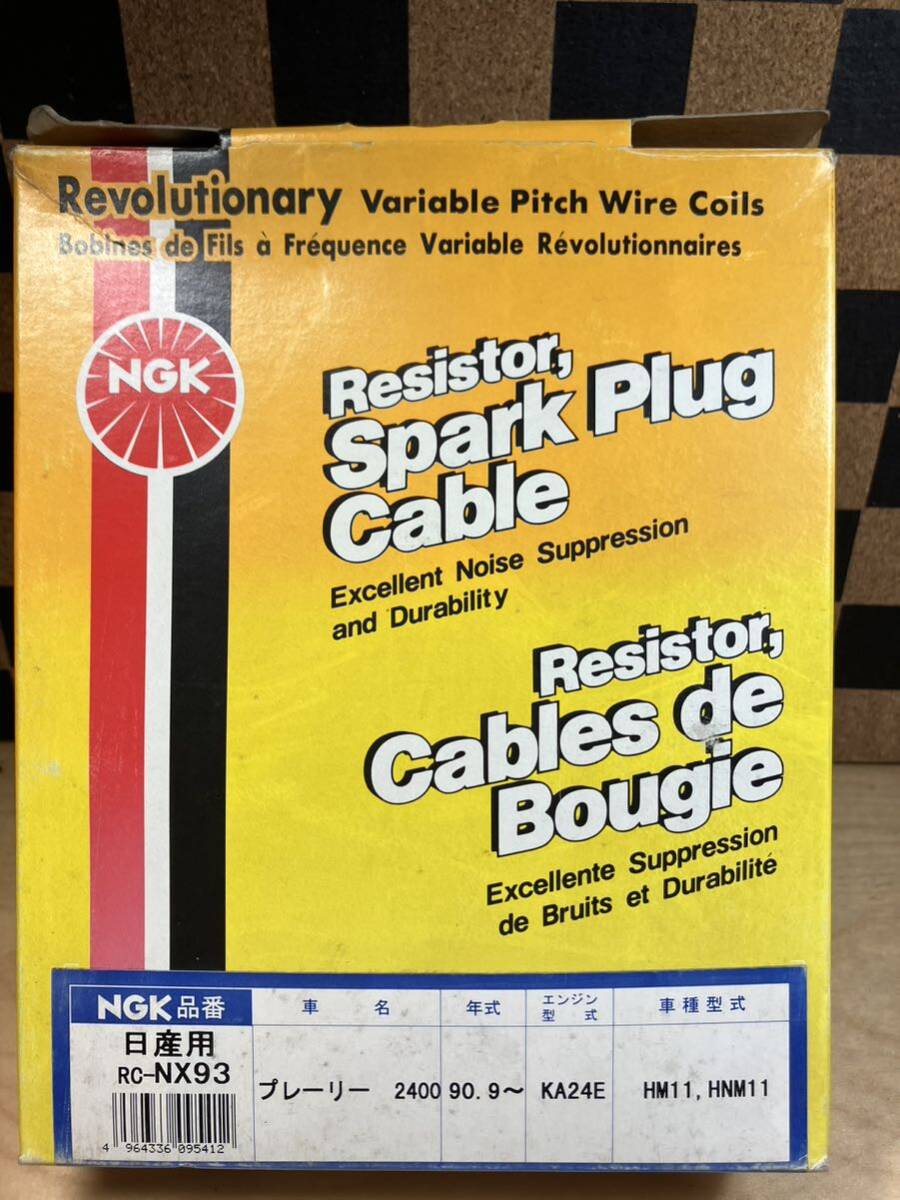 Revolutionary Variable Pitch Wire Coils
Bobines de Fils à Fréquence Variable Révolutionnaires
NGK
Resistor,
Spark Plug
Cable
Excellent Noise Suppression
and Durability
Resistor,
Cables de
Bougie
Excellente Suppression
de Bruits et Durabilité
NGK品番 車 名 年式 エンジン型 式 車種型式
日産用
RC-NX93
プレーリー 2400 90. 9～ KA24E HM11, HNM11
4 964336 095412